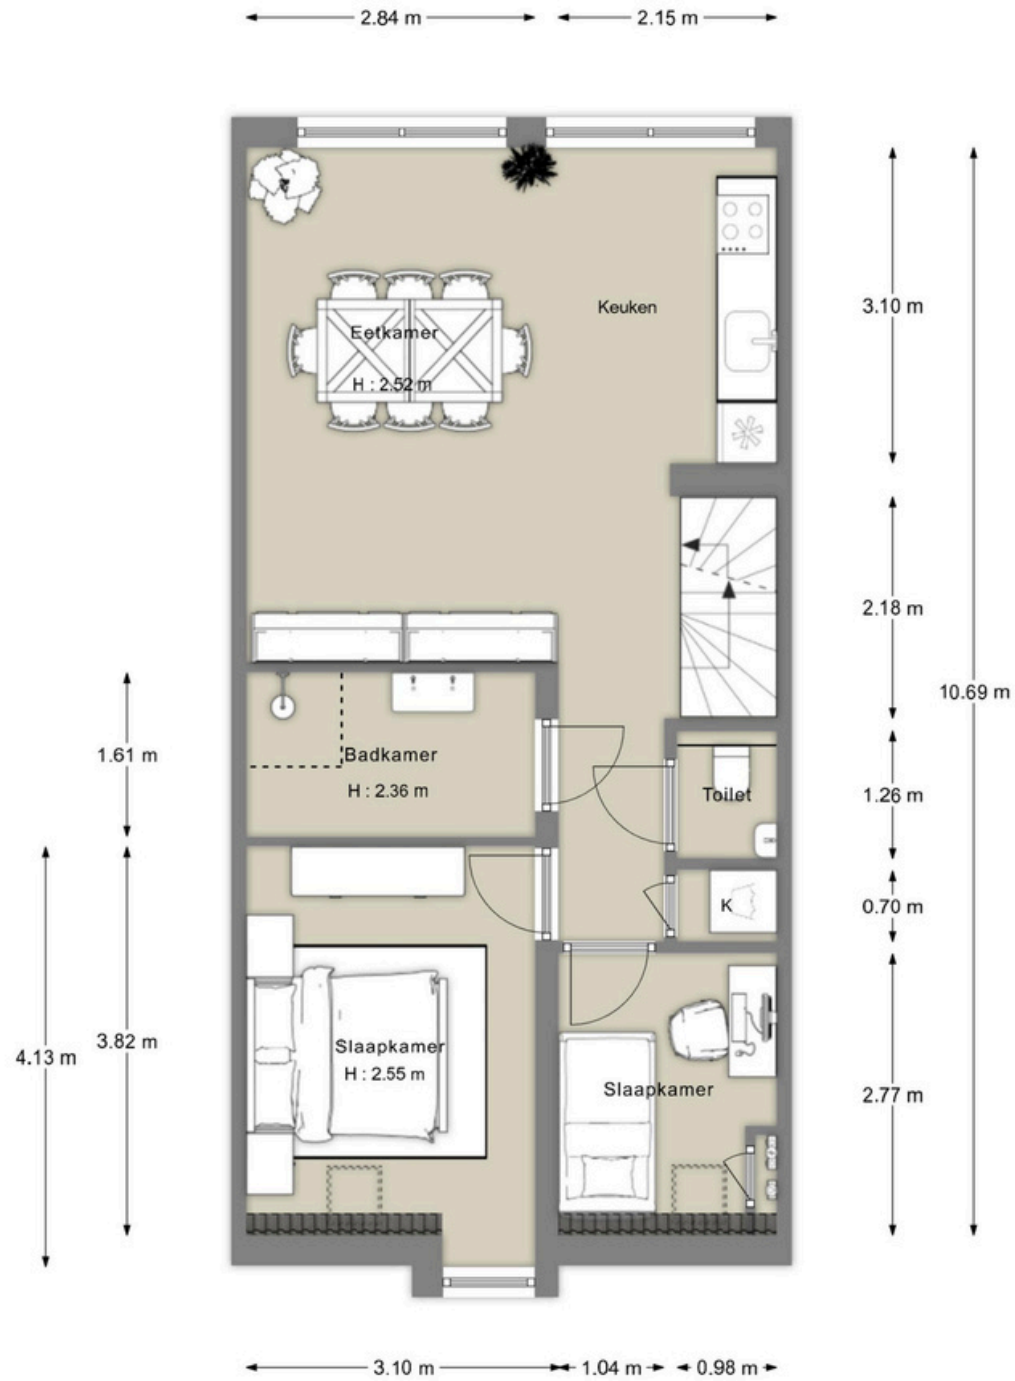 2.84 m
2.15 m
Keuken
3.10 m
Eetkamer
H : 2.52 m
2.18 m
10.69 m
1.61 m
Badkamer
H : 2.36 m
Toilet
1.26 m
K
0.70 m
4.13 m
3.82 m
Slaapkamer
H : 2.55 m
Slaapkamer
2.77 m
3.10 m
1.04 m
0.98 m